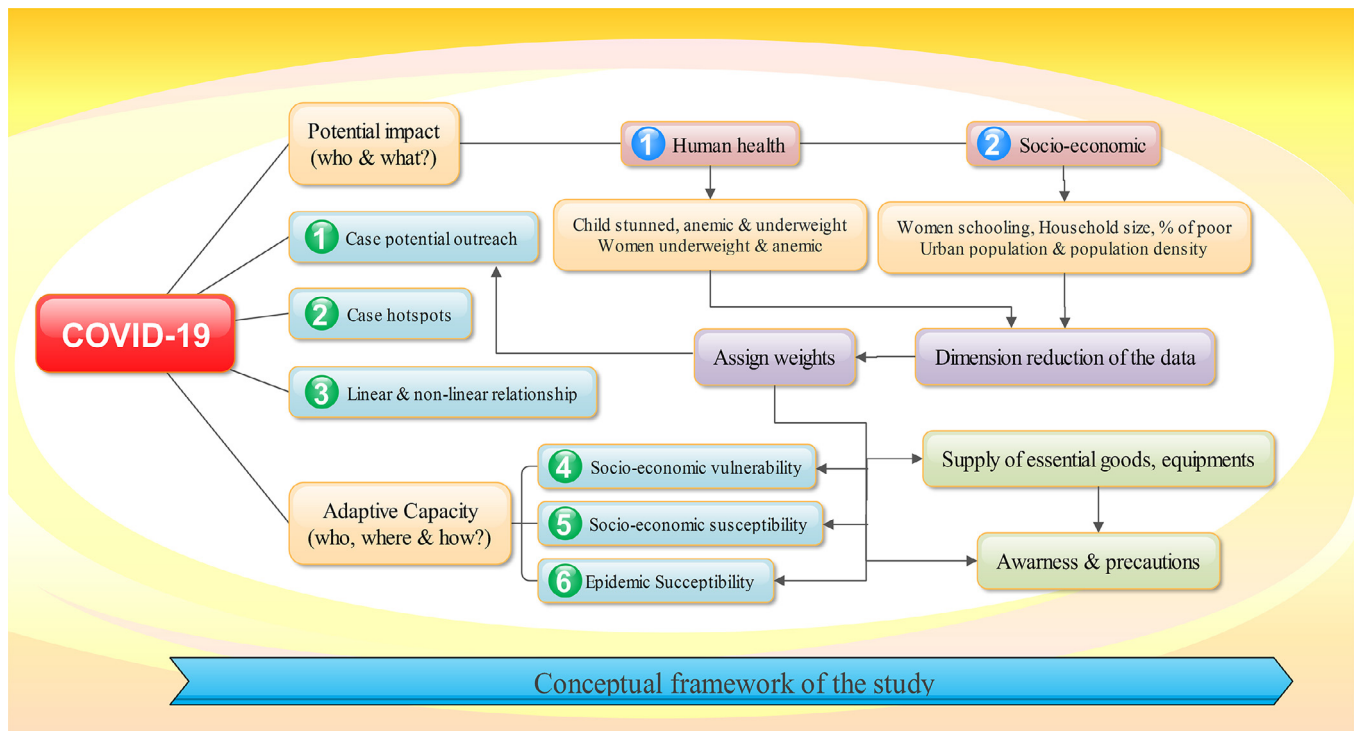 Potential impact
(who & what?)
1 Human health
2 Socio-economic
1 Case potential outreach
Child stunned, anemic & underweight
Women underweight & anemic
Women schooling, Household size, % of poor
Urban population & population density
COVID-19
2 Case hotspots
Assign weights
Dimension reduction of the data
3 Linear & non-linear relationship
4 Socio-economic vulnerability
Supply of essential goods, equipments
Adaptive Capacity
(who, where & how?)
5 Socio-economic susceptibility
6 Epidemic Succeptibility
Awarness & precautions
Conceptual framework of the study